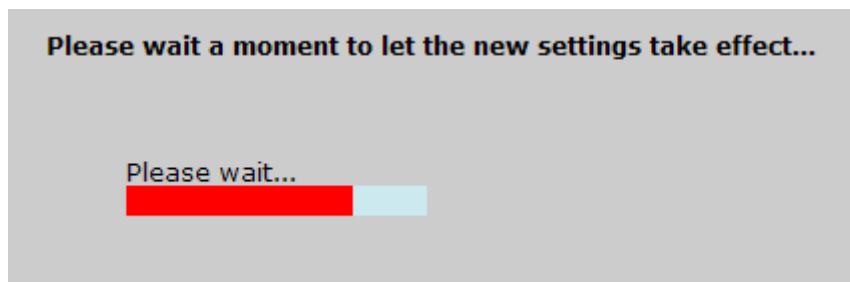 Please wait a moment to let the new settings take effect...
Please wait...